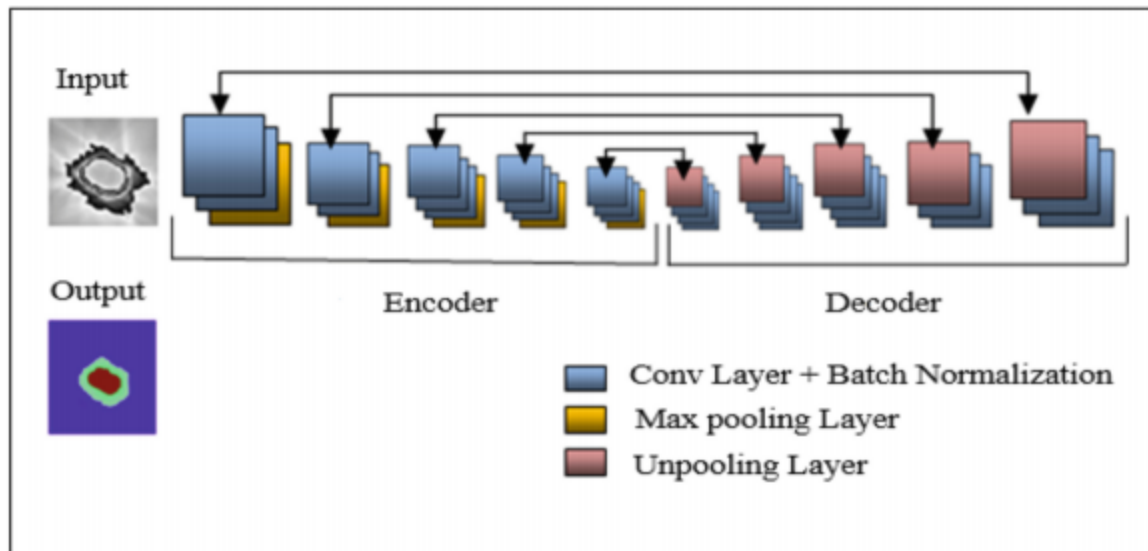 Input
Output
Encoder
Decoder
Conv Layer + Batch Normalization
Max pooling Layer
Unpooling Layer